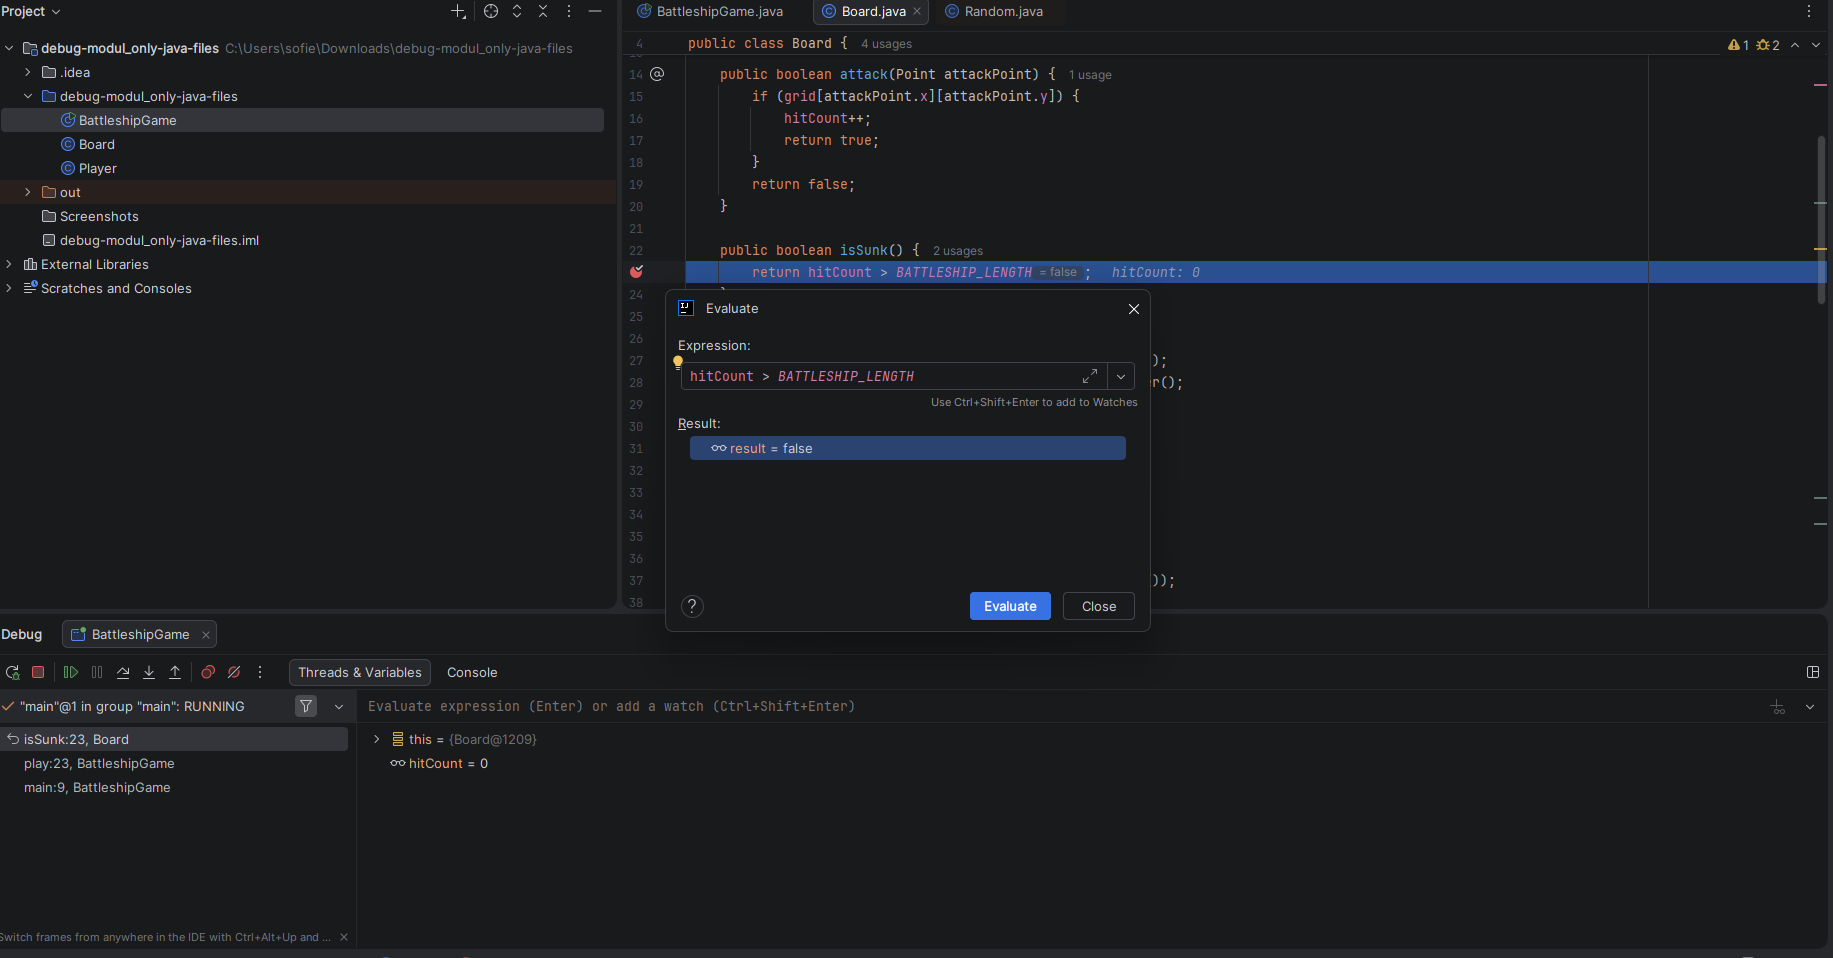 Project
debug-modul_only-java-files C:\Users\sofie\Downloads\debug-modul_only-java-files
.idea
debug-modul_only-java-files
BattleshipGame
Board
Player
out
Screenshots
debug-modul_only-java-files.iml
External Libraries
Scratches and Consoles
BattleshipGame.java Board.java Random.java
4 public class Board { 4 usages 1 2
14 @ public boolean attack(Point attackPoint) { 1 usage
15 if (grid[attackPoint.x][attackPoint.y]) {
16 hitCount++;
17 return true;
18 }
19 return false;
20 }
21
22 public boolean isSunk() { 2 usages
return hitCount > BATTLESHIP_LENGTH = false ; hitCount: 0
24
25
26
27 );
28 r();
29
30
31
32
33
34
35
36
37 ));
38
Evaluate
Expression:
hitCount > BATTLESHIP_LENGTH
Use Ctrl+Shift+Enter to add to Watches
Result:
result = false
? Evaluate Close
Debug BattleshipGame
Threads & Variables Console
"main"@1 in group "main": RUNNING
Evaluate expression (Enter) or add a watch (Ctrl+Shift+Enter)
isSunk:23, Board
play:23, BattleshipGame
main:9, BattleshipGame
this = {Board@1209}
hitCount = 0
Switch frames from anywhere in the IDE with Ctrl+Alt+Up and ...